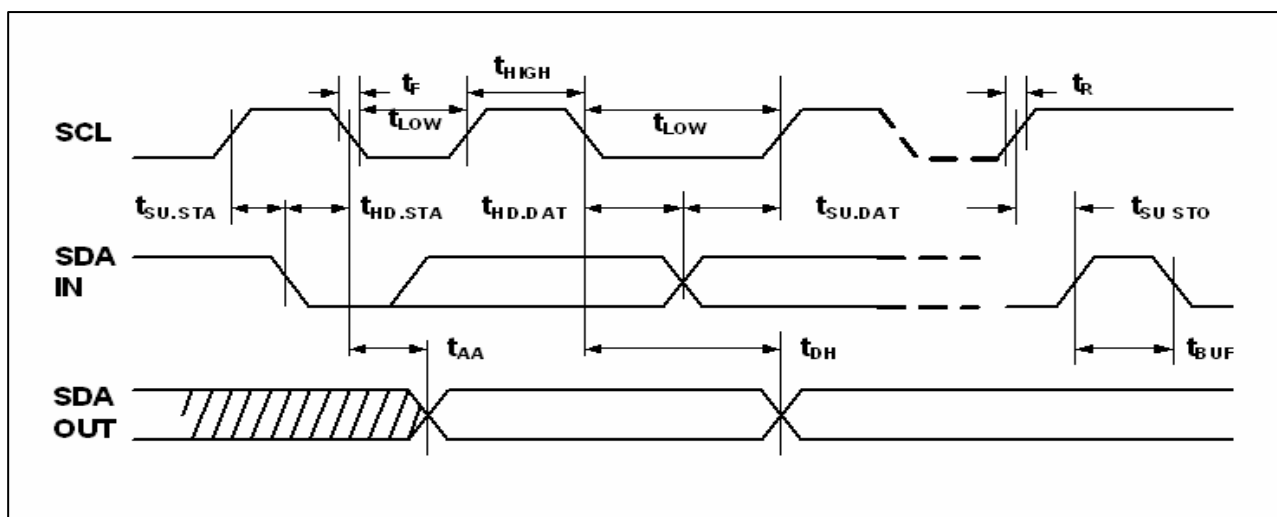 tF
tHIGH
tR
SCL
tLOW
tLOW
tSU.STA
tHD.STA
tHD.DAT
tSU.DAT
tSU STO
SDA
IN
tAA
tDH
tBUF
SDA
OUT